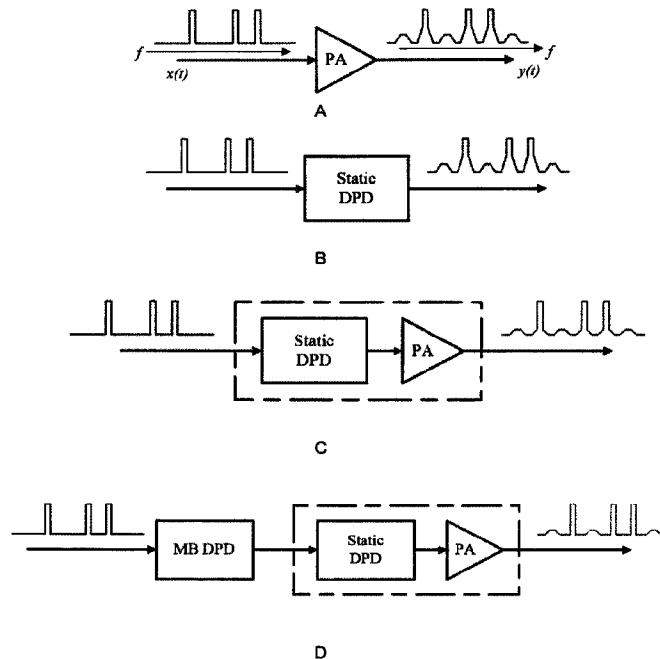 f
x(t)
PA
y(t)
f
A
Static
DPD
B
Static
DPD
PA
C
MB DPD
Static
DPD
PA
D